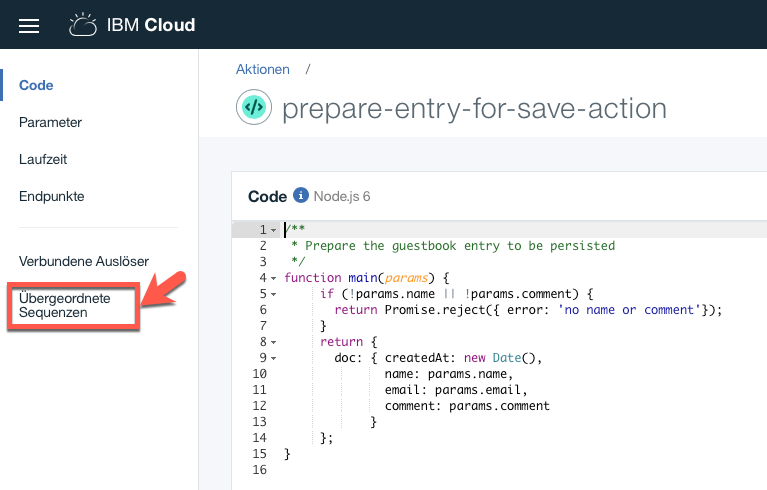 IBM Cloud
Code
Parameter
Laufzeit
Endpunkte
Verbundene Auslöser
Übergeordnete
Sequenzen
Aktionen /
</>
prepare-entry-for-save-action
Code i Node.js 6
1 /**
2  * Prepare the guestbook entry to be persisted
3  */
4 function main(params) {
5     if (!params.name || !params.comment) {
6       return Promise.reject({ error: 'no name or comment'});
7     }
8     return {
9       doc: { createdAt: new Date(),
10              name: params.name,
11              email: params.email,
12              comment: params.comment
13            }
14     };
15 }
16